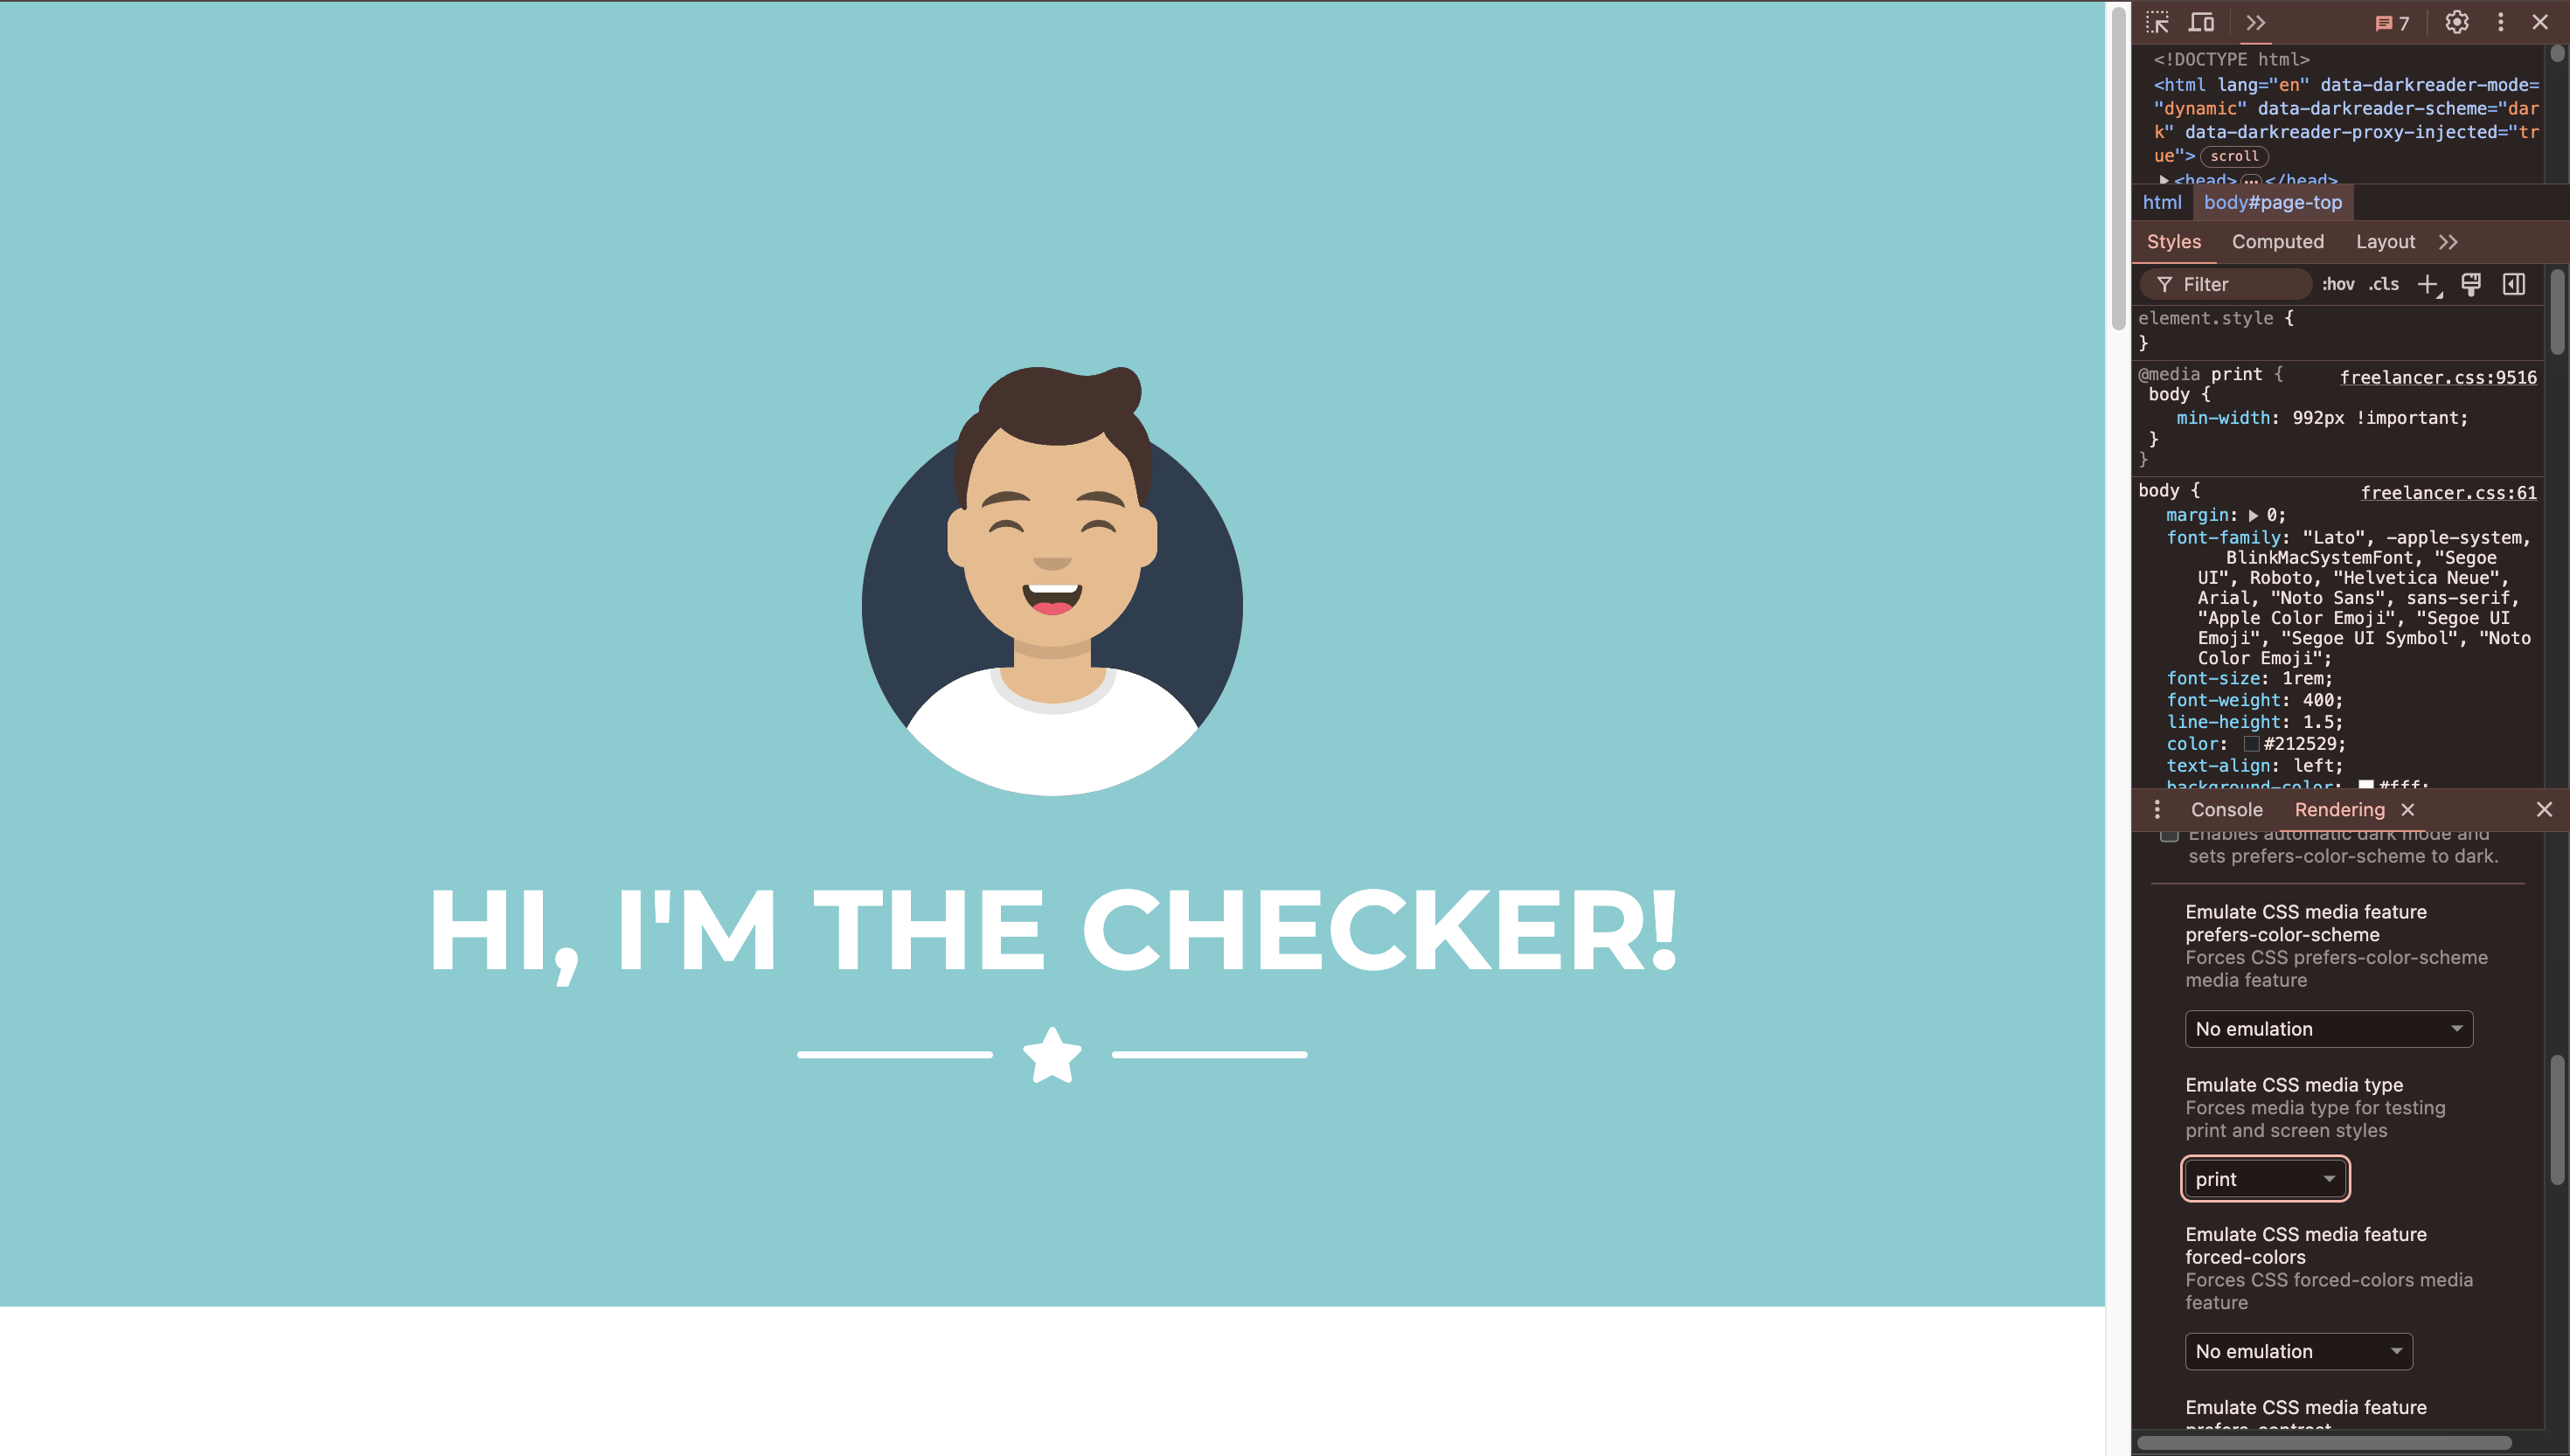 HI, I'M THE CHECKER!
7
<!DOCTYPE html>
<html lang="en" data-darkreader-mode=
"dynamic" data-darkreader-scheme="dar
k" data-darkreader-proxy-injected="tr
ue"> scroll
<head> … </head>
html body#page-top
Styles Computed Layout
Filter :hov .cls
element.style {
}
@media print { freelancer.css:9516
body {
min-width: 992px !important;
}
}
body { freelancer.css:61
margin: 0;
font-family: "Lato", -apple-system,
BlinkMacSystemFont, "Segoe
UI", Roboto, "Helvetica Neue",
Arial, "Noto Sans", sans-serif,
"Apple Color Emoji", "Segoe UI
Emoji", "Segoe UI Symbol", "Noto
Color Emoji";
font-size: 1rem;
font-weight: 400;
line-height: 1.5;
color: #212529;
text-align: left;
background-color: #fff;
Console Rendering
Enables automatic dark mode and
sets prefers-color-scheme to dark.
Emulate CSS media feature
prefers-color-scheme
Forces CSS prefers-color-scheme
media feature
No emulation
Emulate CSS media type
Forces media type for testing
print and screen styles
print
Emulate CSS media feature
forced-colors
Forces CSS forced-colors media
feature
No emulation
Emulate CSS media feature
prefers-contrast